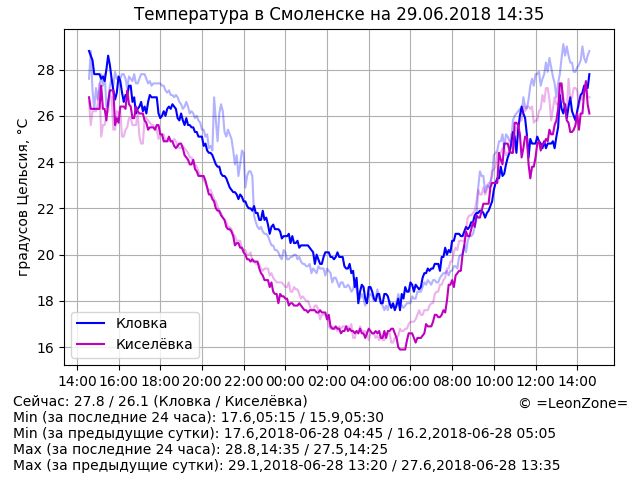 Температура в Смоленске на 29.06.2018 14:35
градусов Цельсия, °C
28
26
24
22
20
18
16
Кловка
Киселёвка
14:00 16:00 18:00 20:00 22:00 00:00 02:00 04:00 06:00 08:00 10:00 12:00 14:00
Сейчас: 27.8 / 26.1 (Кловка / Киселёвка)
© =LeonZone=
Min (за последние 24 часа): 17.6,05:15 / 15.9,05:30
Min (за предыдущие сутки): 17.6,2018-06-28 04:45 / 16.2,2018-06-28 05:05
Max (за последние 24 часа): 28.8,14:35 / 27.5,14:25
Max (за предыдущие сутки): 29.1,2018-06-28 13:20 / 27.6,2018-06-28 13:35